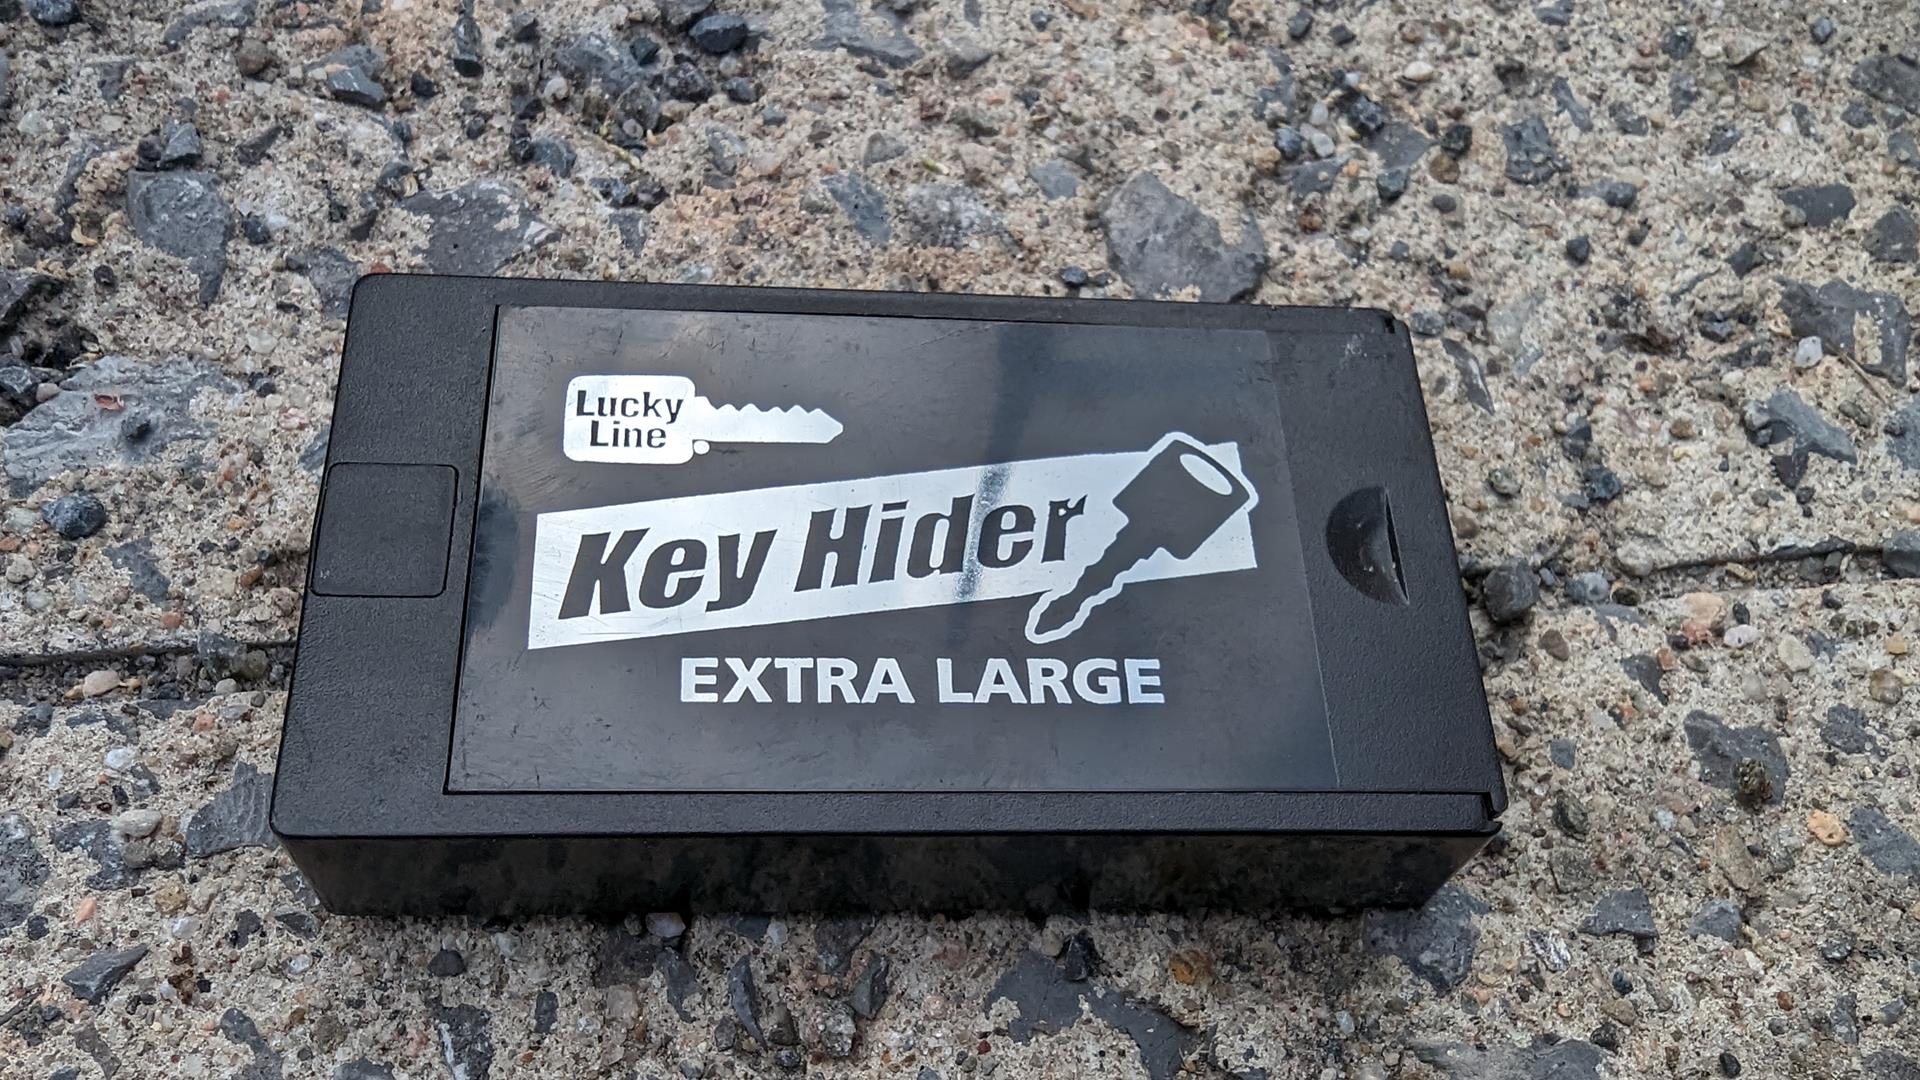 Lucky
Line
Key Hider
EXTRA LARGE